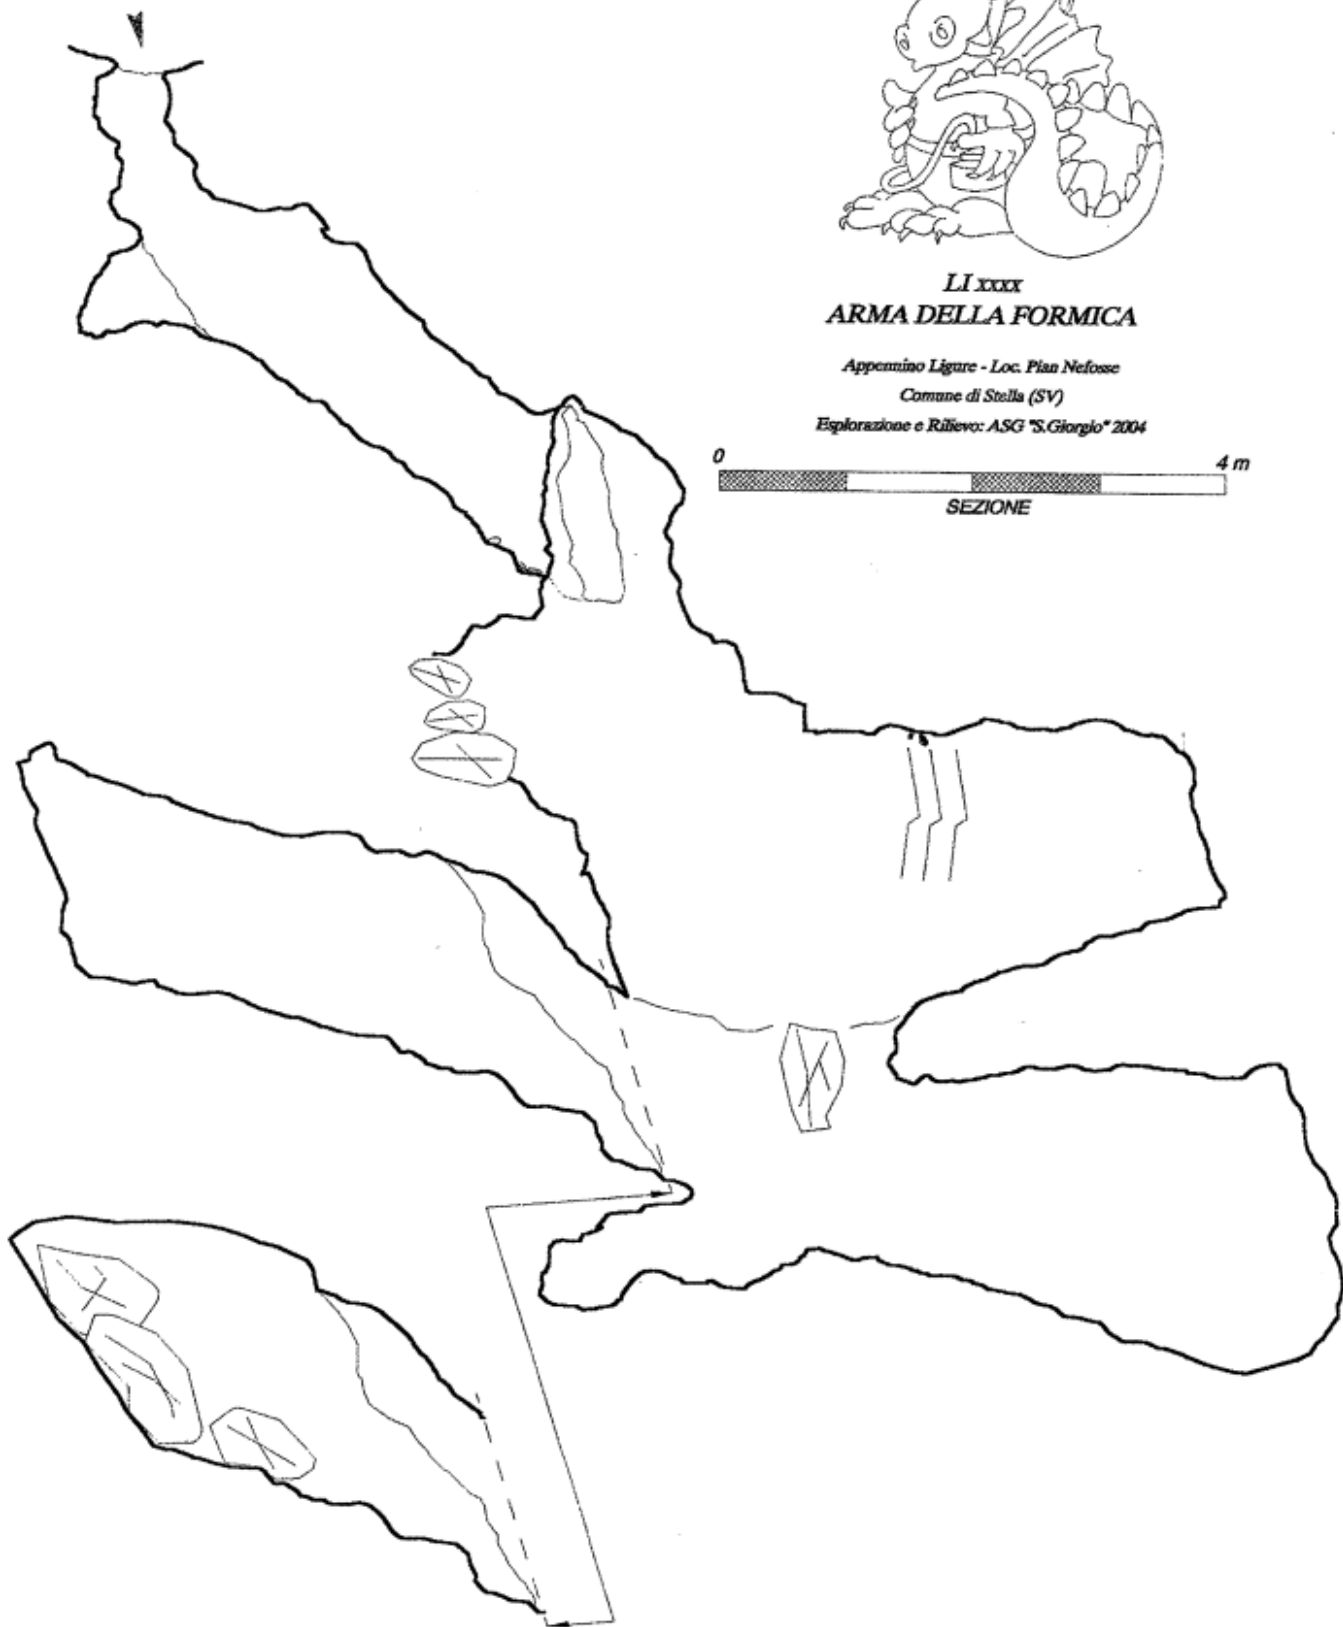 LI xxxx
ARMA DELLA FORMICA
Appennino Ligure - Loc. Pian Nefosse
Comune di Stella (SV)
Esplorazione e Rilievo: ASG "S.Giorgio" 2004
0 4 m
SEZIONE